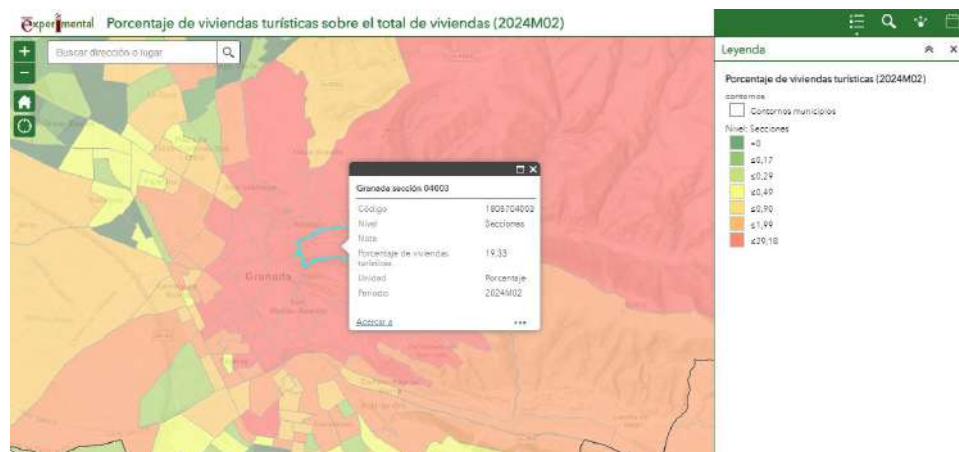 Experimental
Porcentaje de viviendas turísticas sobre el total de viviendas (2024M02)
Buscar dirección o lugar
Granada
Granada sección 04003
Código 1808704003
Nivel Secciones
Nota
Porcentaje de viviendas turísticas 19,33
Unidad Porcentaje
Periodo 2024M02
Acercar a
Leyenda
Porcentaje de viviendas turísticas (2024M02)
contornos
Contornos municipios
Nivel: Secciones
=0
≤0,17
≤0,29
≤0,49
≤0,90
≤1,99
≤39,18